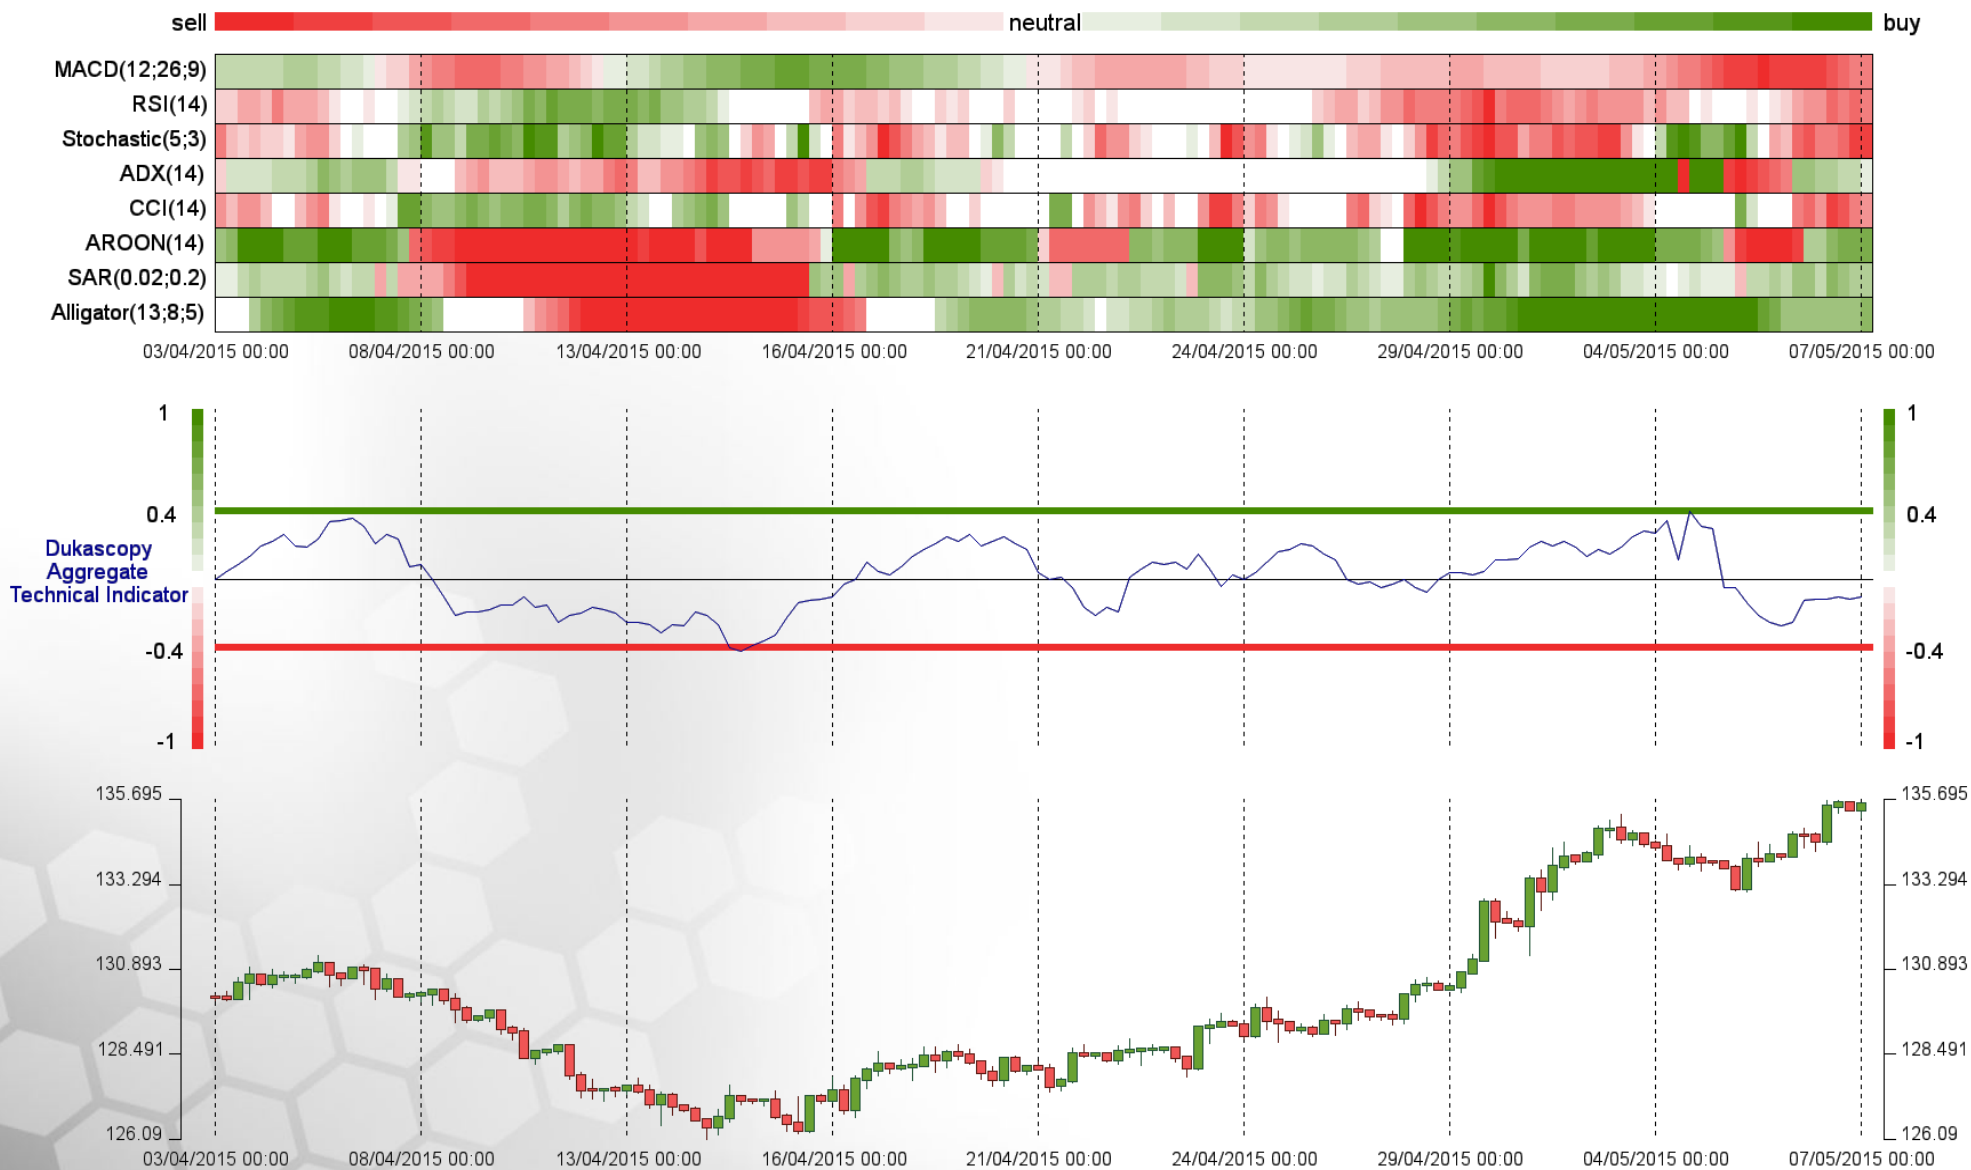 sell neutral buy
MACD(12;26;9)
RSI(14)
Stochastic(5;3)
ADX(14)
CCI(14)
AROON(14)
SAR(0.02;0.2)
Alligator(13;8;5)
03/04/2015 00:00 08/04/2015 00:00 13/04/2015 00:00 16/04/2015 00:00 21/04/2015 00:00 24/04/2015 00:00 29/04/2015 00:00 04/05/2015 00:00 07/05/2015 00:00
1 1
0.4 0.4
Dukascopy
Aggregate
Technical Indicator
-0.4 -0.4
-1 -1
135.695 135.695
133.294 133.294
130.893 130.893
128.491 128.491
126.09 126.09
03/04/2015 00:00 08/04/2015 00:00 13/04/2015 00:00 16/04/2015 00:00 21/04/2015 00:00 24/04/2015 00:00 29/04/2015 00:00 04/05/2015 00:00 07/05/2015 00:00